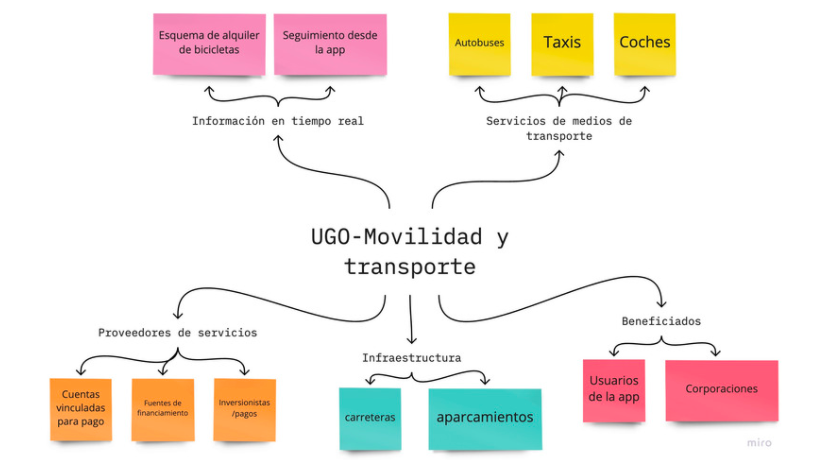 Esquema de alquiler
de bicicletas
Seguimiento desde
la app
Autobuses
Taxis
Coches
Información en tiempo real
Servicios de medios de
transporte
UGO-Movilidad y
transporte
Proveedores de servicios
Infraestructura
Beneficiados
Cuentas
vinculadas
para pago
Fuentes de
financiamiento
Inversionistas
/pagos
carreteras
aparcamientos
Usuarios
de la app
Corporaciones
miro